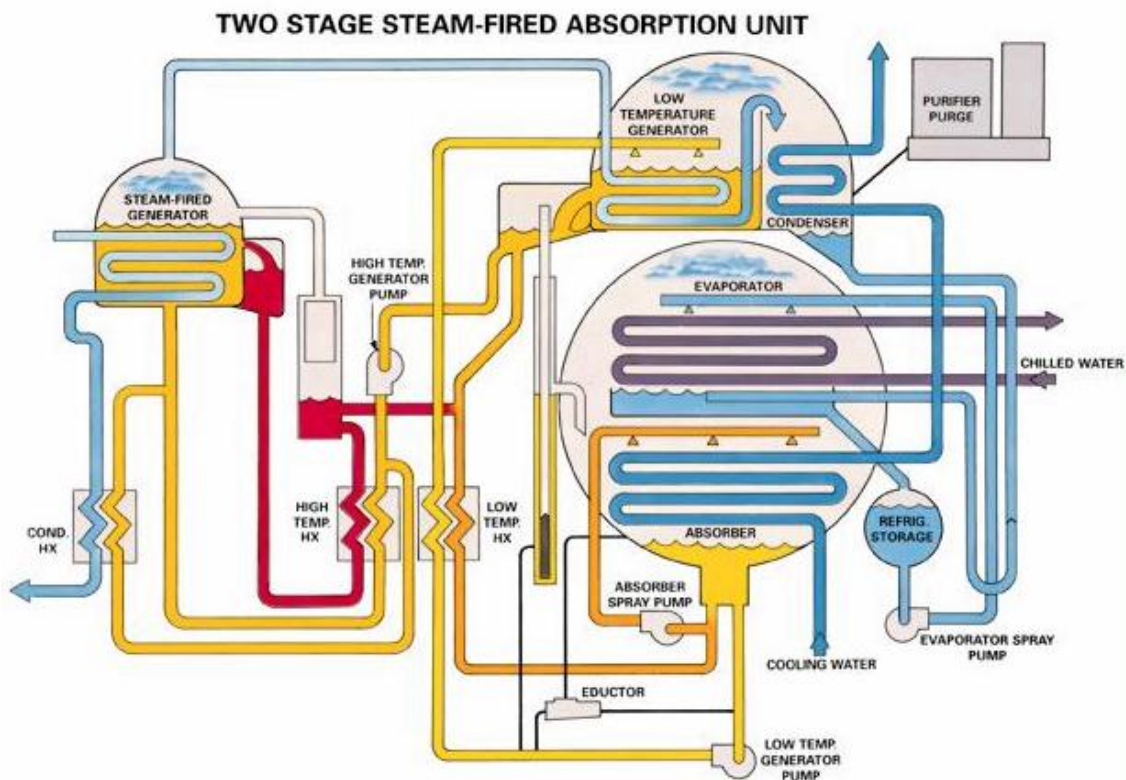 TWO STAGE STEAM-FIRED ABSORPTION UNIT
PURIFIER
PURGE
LOW
TEMPERATURE
GENERATOR
STEAM-FIRED
GENERATOR
CONDENSER
HIGH TEMP.
GENERATOR
PUMP
EVAPORATOR
CHILLED WATER
COND.
HX
HIGH
TEMP.
HX
LOW
TEMP.
HX
REFRIG.
STORAGE
ABSORBER
ABSORBER
SPRAY PUMP
EVAPORATOR SPRAY
PUMP
COOLING WATER
EDUCTOR
LOW TEMP.
GENERATOR
PUMP